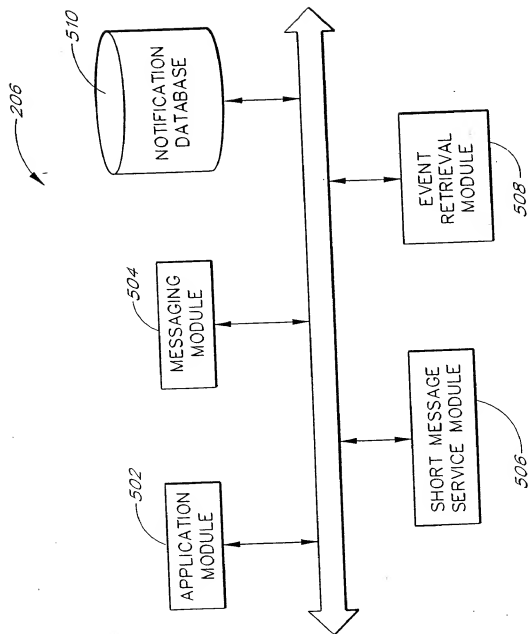 206
502
APPLICATION
MODULE
504
MESSAGING
MODULE
510
NOTIFICATION
DATABASE
SHORT MESSAGE
SERVICE MODULE
506
EVENT
RETRIEVAL
MODULE
508